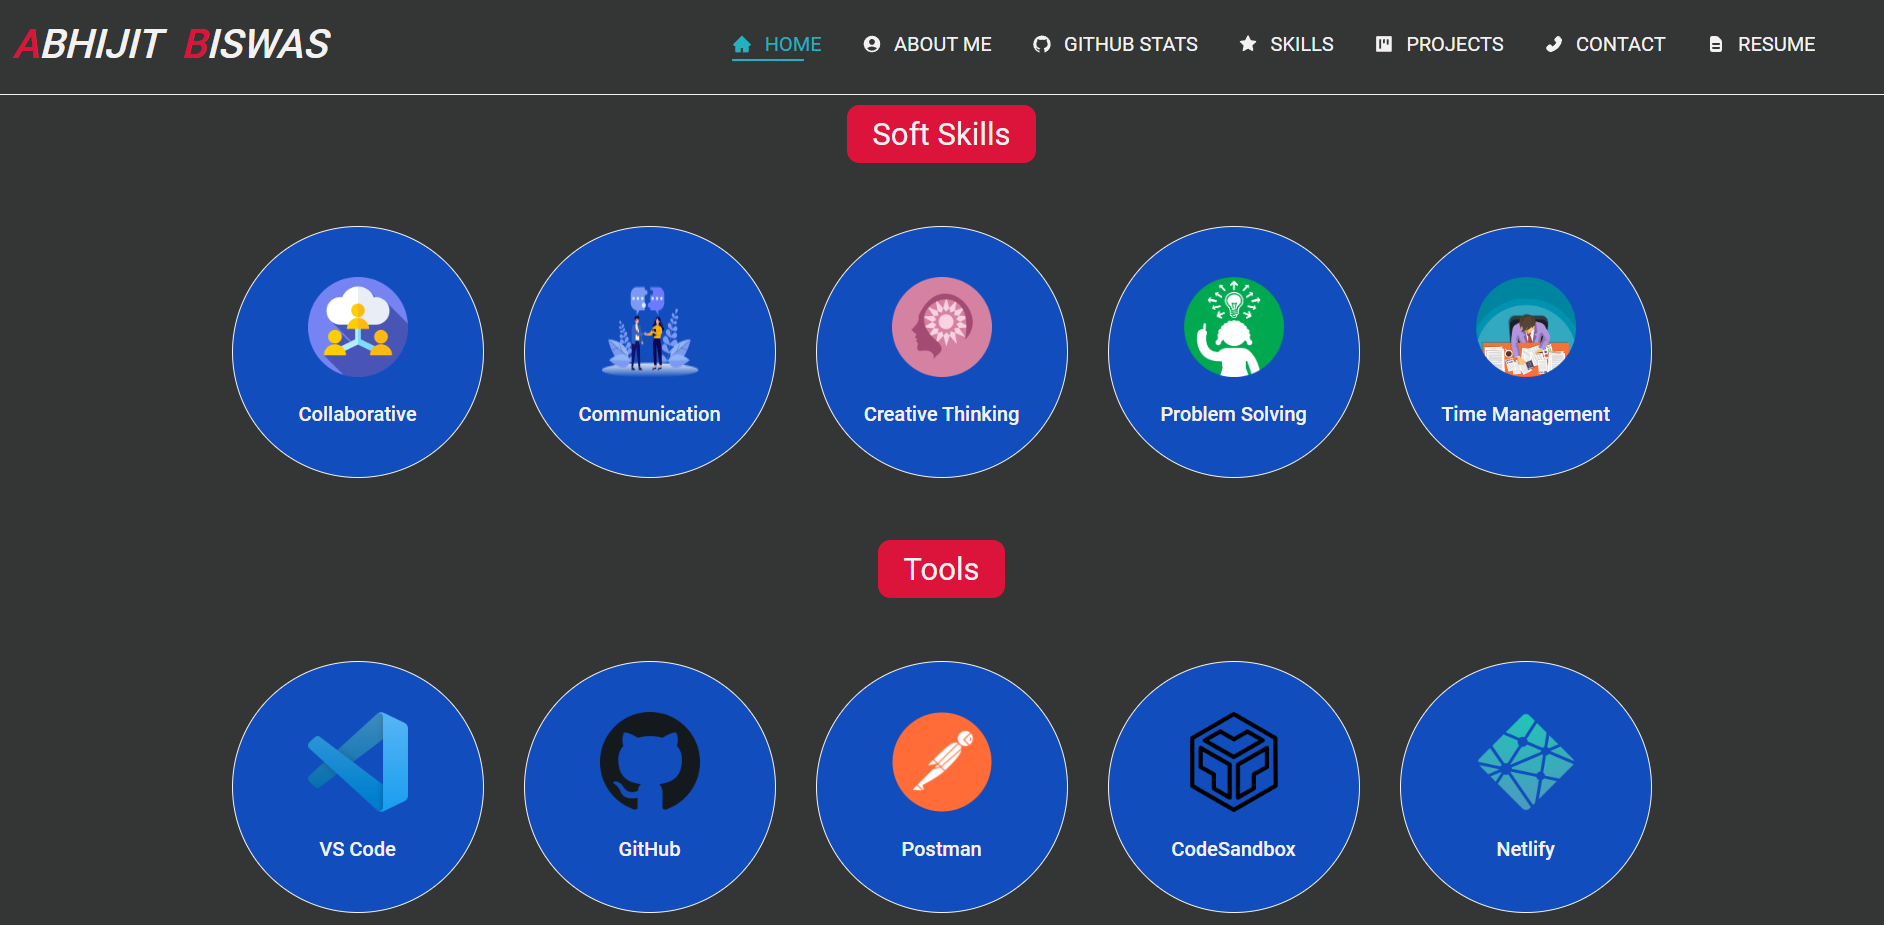 ABHIJIT BISWAS
HOME ABOUT ME GITHUB STATS SKILLS PROJECTS CONTACT RESUME
Soft Skills
Collaborative Communication Creative Thinking Problem Solving Time Management
Tools
VS Code GitHub Postman CodeSandbox Netlify